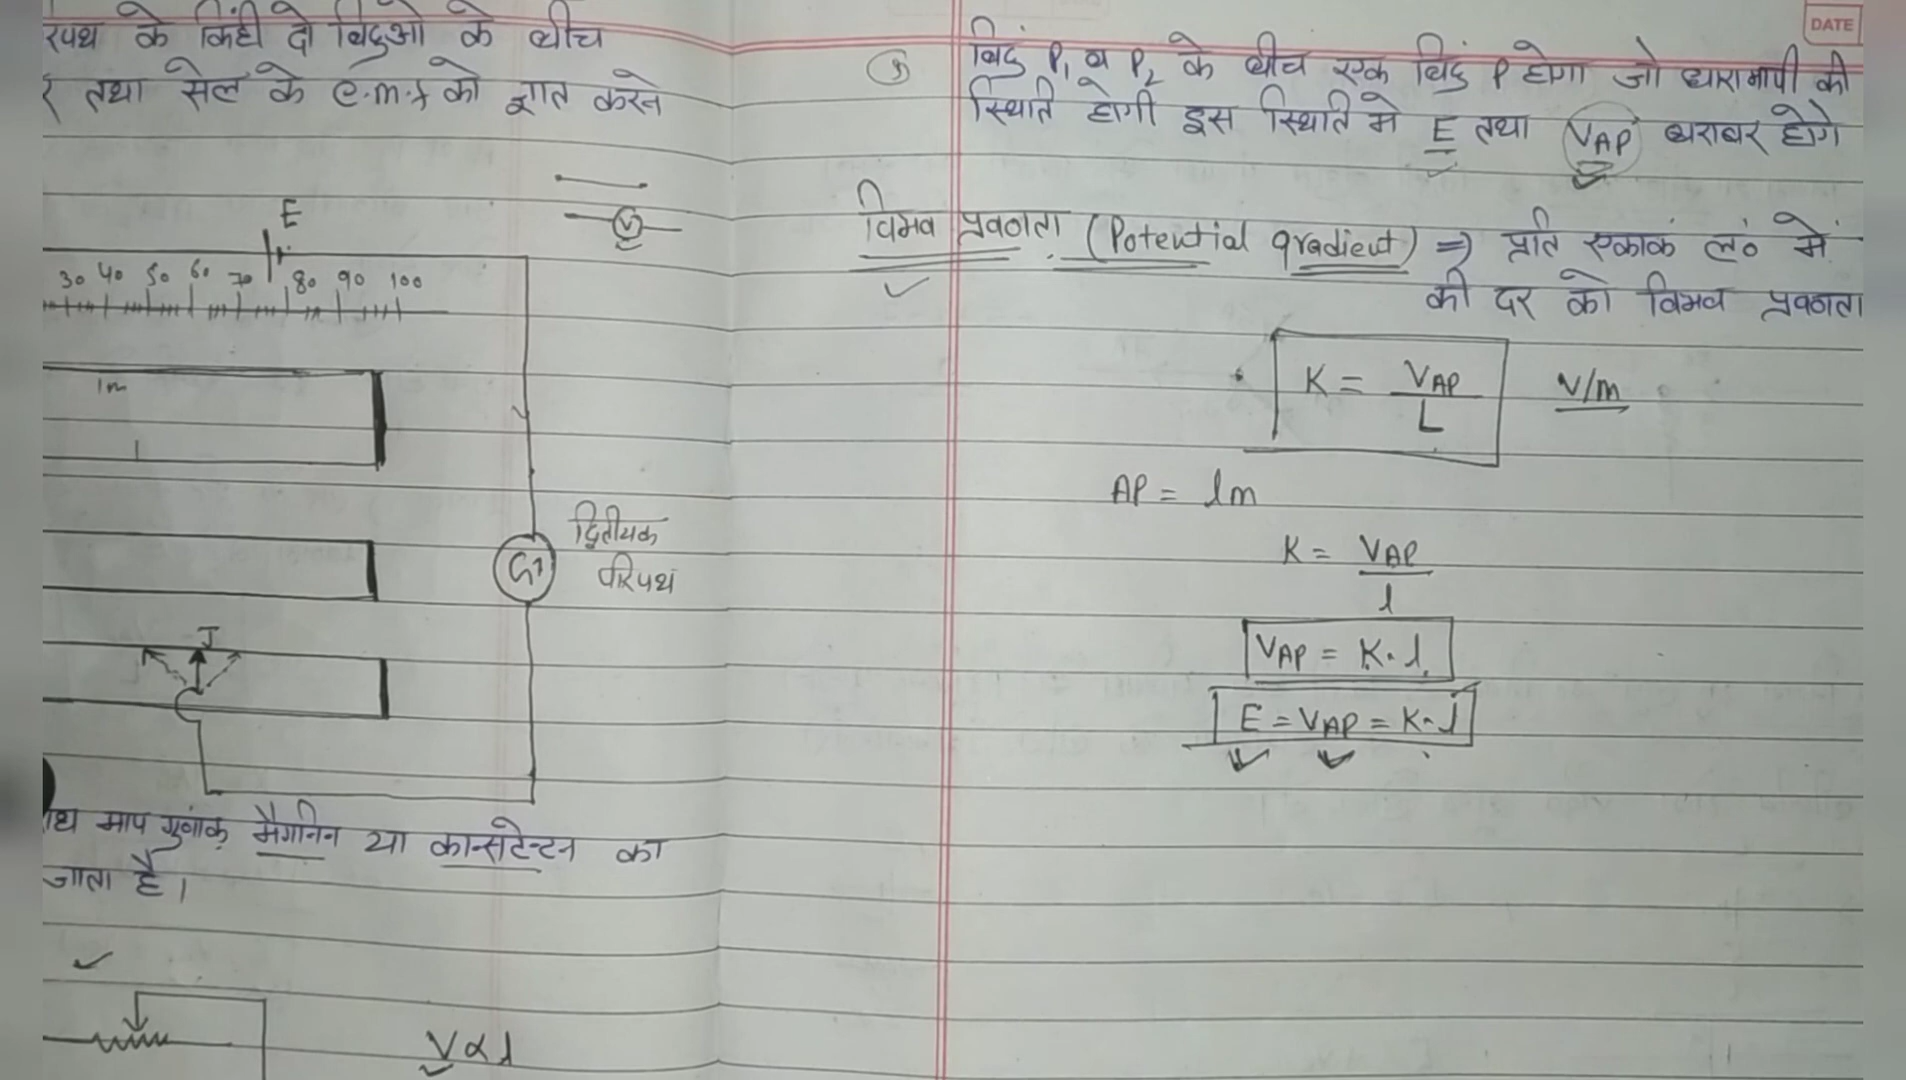 के किंही दो बिंदुओ के बीच
तथा सेल के e.m.f को ज्ञात करने
E
V
30 40 50 60 70 80 90 100
1m
G
द्वितीयक
परिपथ
J
माप गुणांक मैगनिन या कान्सटेन्टन का
जाता है।
V ∝ l
DATE
बिंदु P₁ व P₂ के बीच एक बिंदु P होगा जो धारामापी की
स्थिति होगी इस स्थिति मे E तथा VAP बराबर होगे
विभव प्रवणता (Potential gradient) ⇒ प्रति एकाकं लं० में
की दर को विभव प्रवणता
K = VAP / L V/m
AP = lm
K = VAP / l
VAP = K · l
E = VAP = K · l